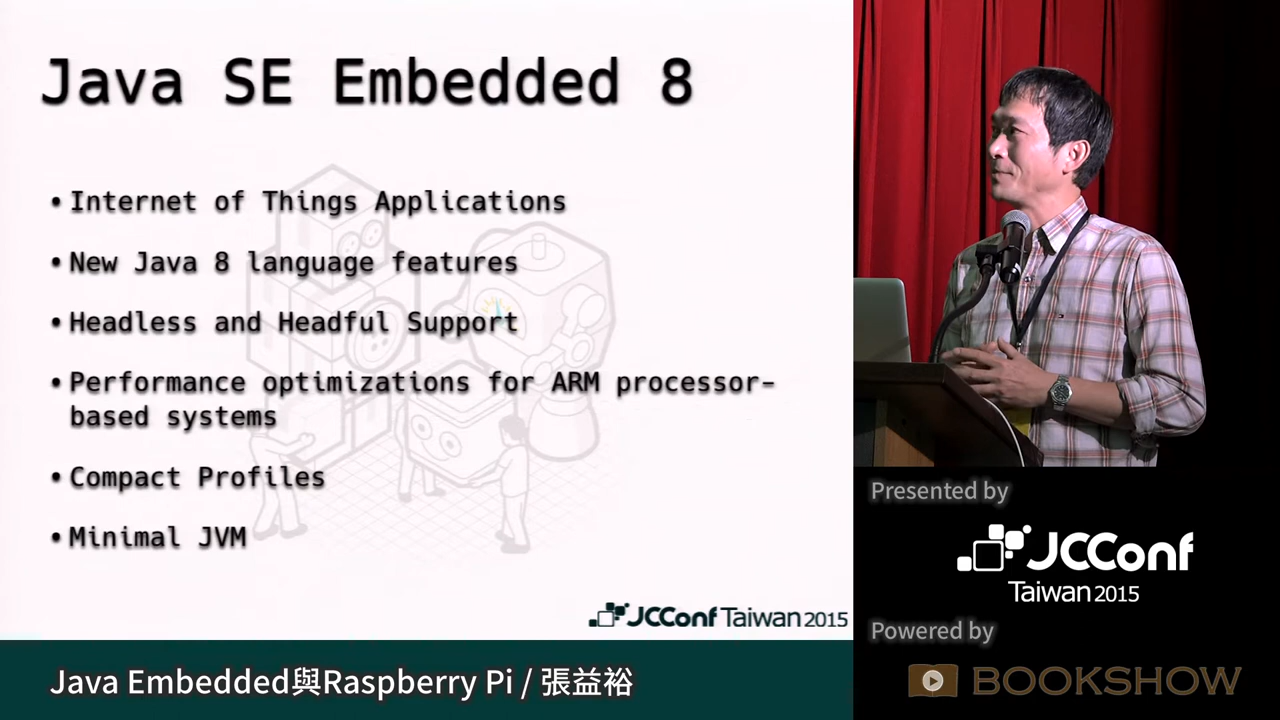 Java SE Embedded 8
• Internet of Things Applications
• New Java 8 language features
• Headless and Headful Support
• Performance optimizations for ARM processor-
based systems
• Compact Profiles
• Minimal JVM
JCConf Taiwan 2015
Java Embedded與Raspberry Pi / 張益裕
Presented by
JCConf
Taiwan 2015
Powered by
BOOKSHOW